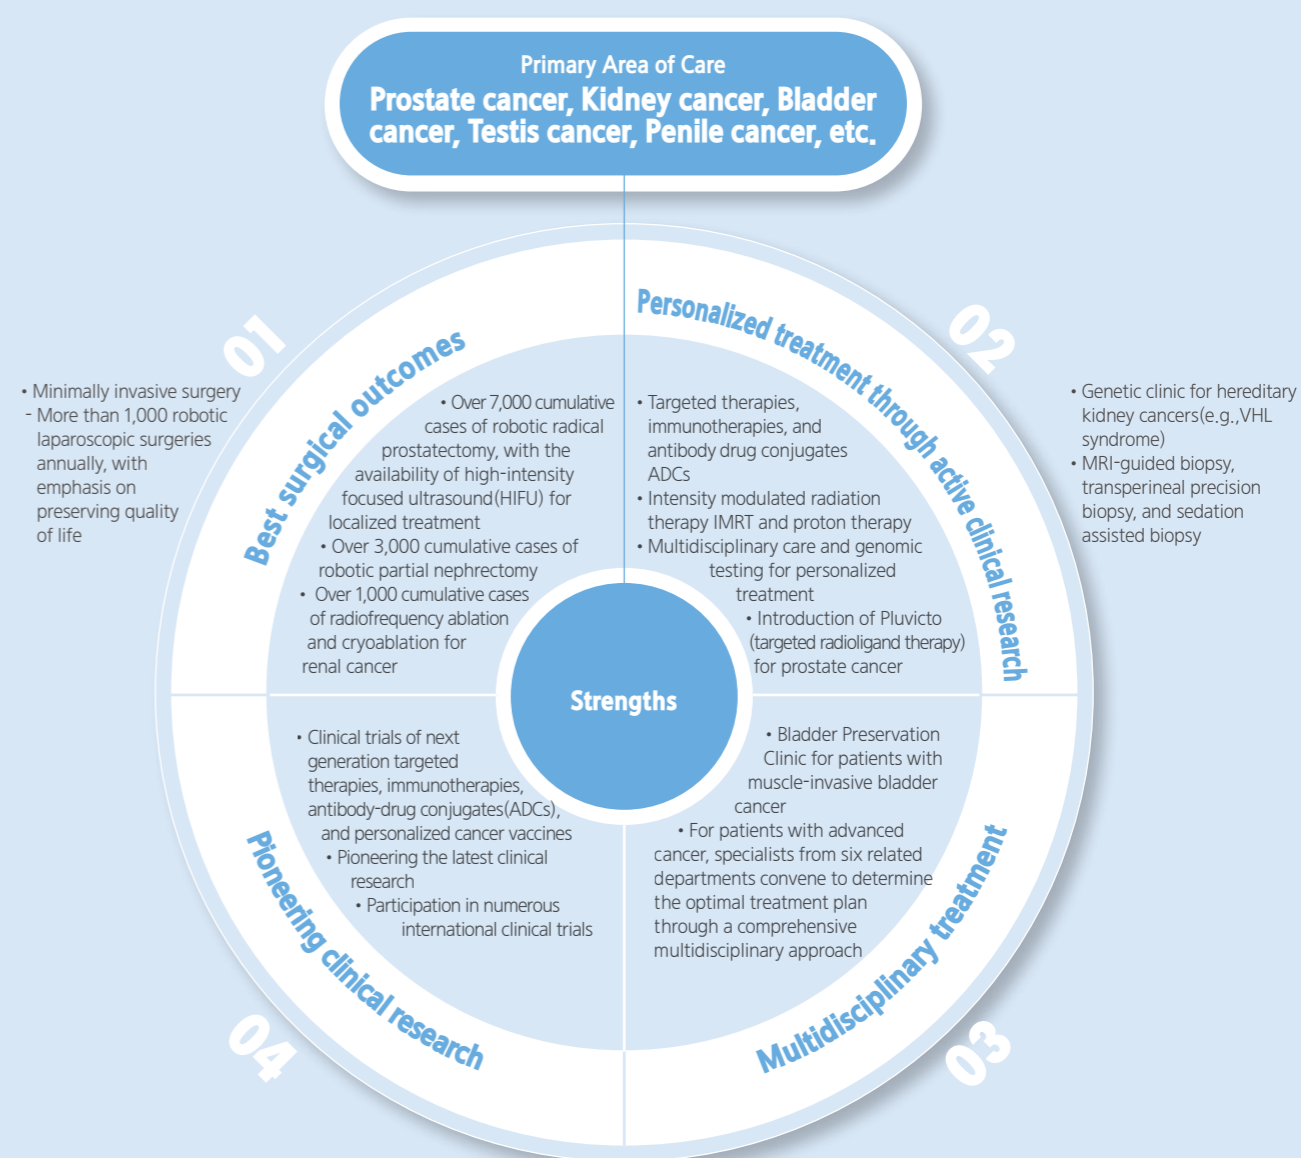 Primary Area of Care
Prostate cancer, Kidney cancer, Bladder
cancer, Testis cancer, Penile cancer, etc.
01
Best surgical outcomes
• Minimally invasive surgery
- More than 1,000 robotic
laparoscopic surgeries
annually, with
emphasis on
preserving quality
of life
• Over 7,000 cumulative
cases of robotic radical
prostatectomy, with the
availability of high-intensity
focused ultrasound(HIFU) for
localized treatment
• Over 3,000 cumulative cases of
robotic partial nephrectomy
• Over 1,000 cumulative cases
of radiofrequency ablation
and cryoablation for
renal cancer
02
Personalized treatment through active clinical research
• Targeted therapies,
immunotherapies, and
antibody drug conjugates
ADCs
• Intensity modulated radiation
therapy IMRT and proton therapy
• Multidisciplinary care and genomic
testing for personalized
treatment
• Introduction of Pluvicto
(targeted radioligand therapy)
for prostate cancer
• Genetic clinic for hereditary
kidney cancers(e.g.,VHL
syndrome)
• MRI-guided biopsy,
transperineal precision
biopsy, and sedation
assisted biopsy
Strengths
03
Multidisciplinary treatment
• Bladder Preservation
Clinic for patients with
muscle-invasive bladder
cancer
• For patients with advanced
cancer, specialists from six related
departments convene to determine
the optimal treatment plan
through a comprehensive
multidisciplinary approach
04
Pioneering clinical research
• Clinical trials of next
generation targeted
therapies, immunotherapies,
antibody-drug conjugates(ADCs),
and personalized cancer vaccines
• Pioneering the latest clinical
research
• Participation in numerous
international clinical trials